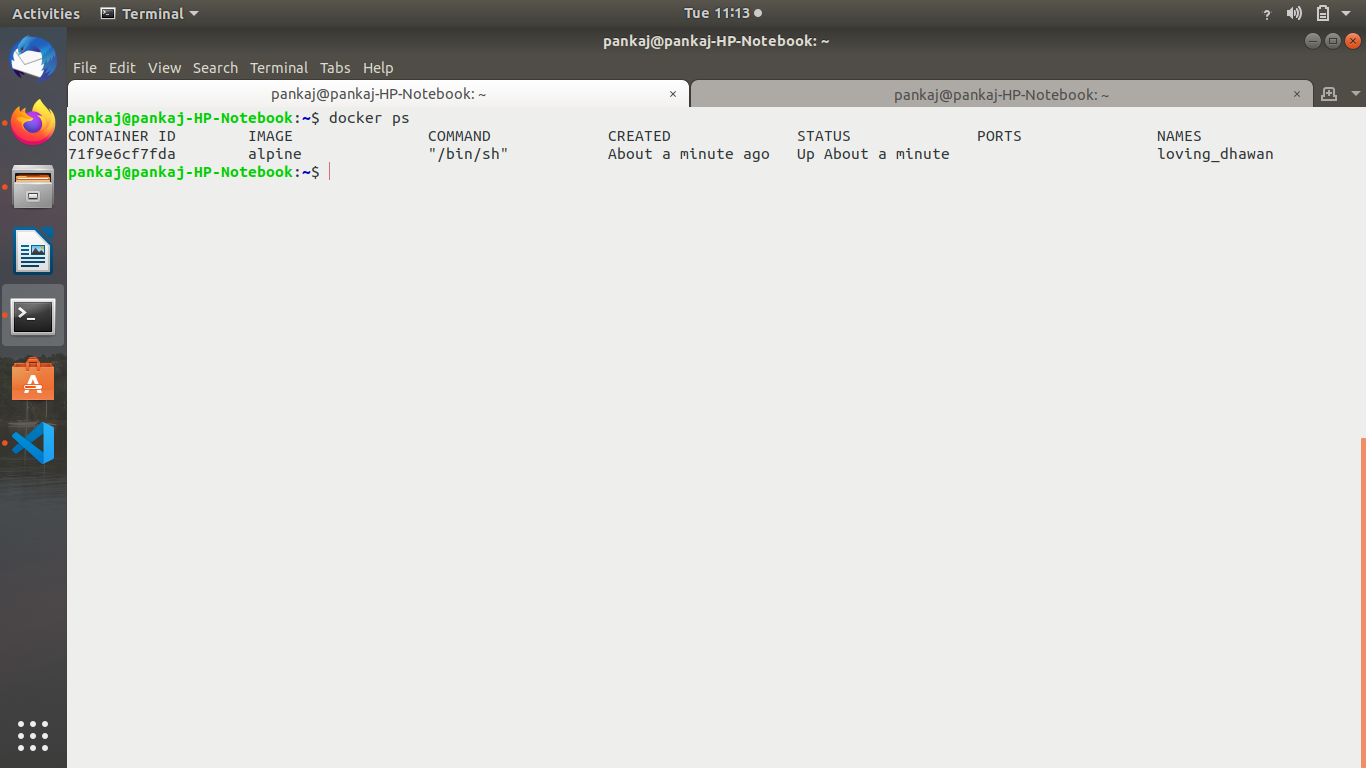 Activities Terminal Tue 11:13 ?
pankaj@pankaj-HP-Notebook: ~
File Edit View Search Terminal Tabs Help
pankaj@pankaj-HP-Notebook: ~ × pankaj@pankaj-HP-Notebook: ~ ×
pankaj@pankaj-HP-Notebook:~$ docker ps
CONTAINER ID IMAGE COMMAND CREATED STATUS PORTS NAMES
71f9e6cf7fda alpine "/bin/sh" About a minute ago Up About a minute loving_dhawan
pankaj@pankaj-HP-Notebook:~$